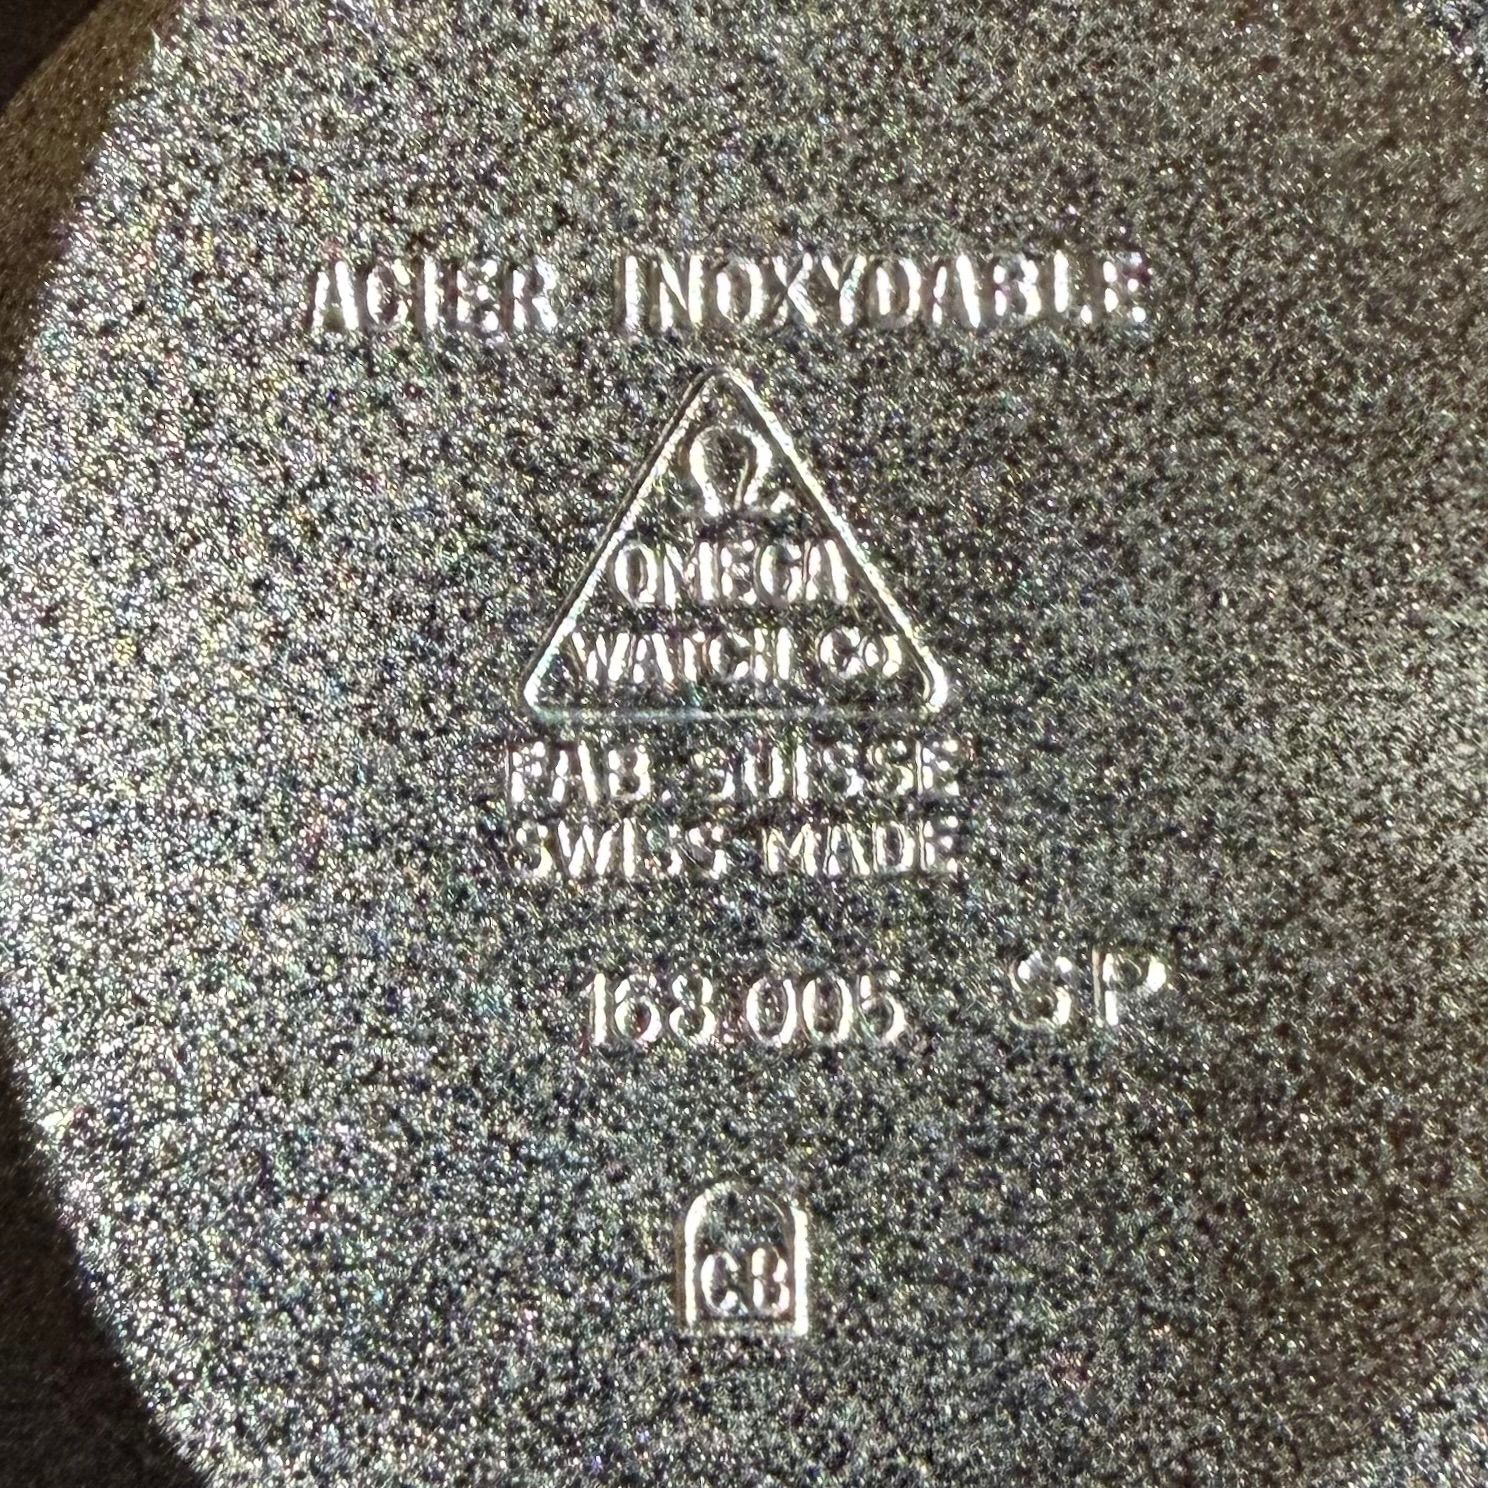 ACIER INOXYDABLE
Ω
OMEGA
WATCH Co
FAB. SUISSE
SWISS MADE
168.005 SP
CB